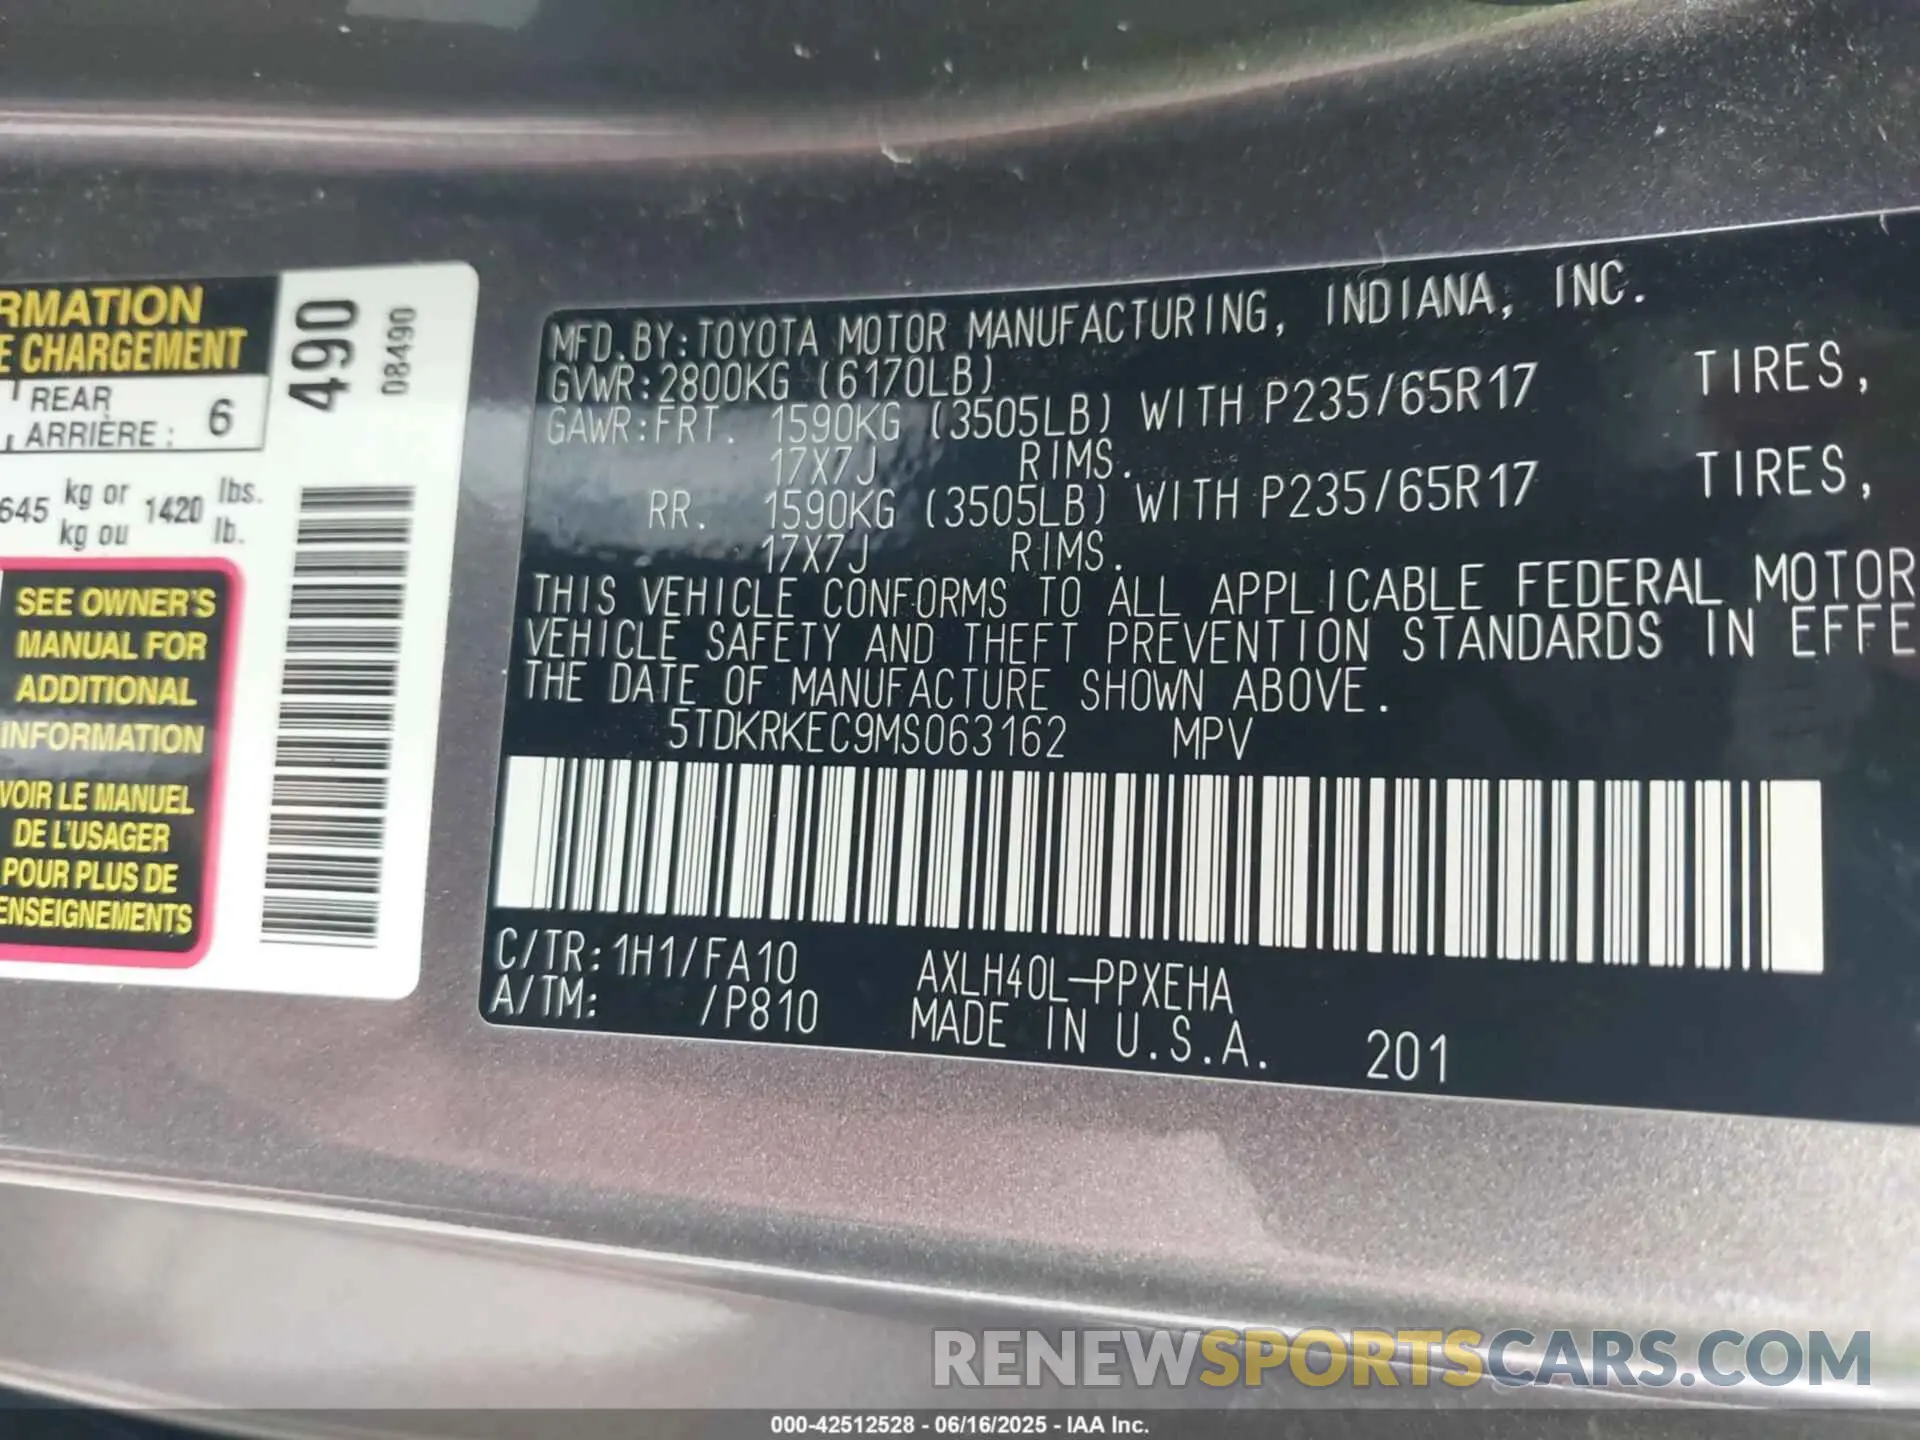 RMATION
E CHARGEMENT
REAR
ARRIÈRE : 6
645 kg or 1420 lbs.
kg ou lb.
SEE OWNER'S
MANUAL FOR
ADDITIONAL
INFORMATION
VOIR LE MANUEL
DE L'USAGER
POUR PLUS DE
ENSEIGNEMENTS
490
08490
MFD.BY:TOYOTA MOTOR MANUFACTURING, INDIANA, INC.
GVWR:2800KG (6170LB)
GAWR:FRT. 1590KG (3505LB) WITH P235/65R17 TIRES,
17X7J RIMS.
RR. 1590KG (3505LB) WITH P235/65R17 TIRES,
17X7J RIMS.
THIS VEHICLE CONFORMS TO ALL APPLICABLE FEDERAL MOTOR
VEHICLE SAFETY AND THEFT PREVENTION STANDARDS IN EFFE
THE DATE OF MANUFACTURE SHOWN ABOVE.
5TDKRKEC9MS063162 MPV
C/TR:1H1/FA10 AXLH40L-PPXEHA
A/TM: /P810 MADE IN U.S.A. 201
RENEWSPORTSCARS.COM
000-42512528 - 06/16/2025 - IAA Inc.